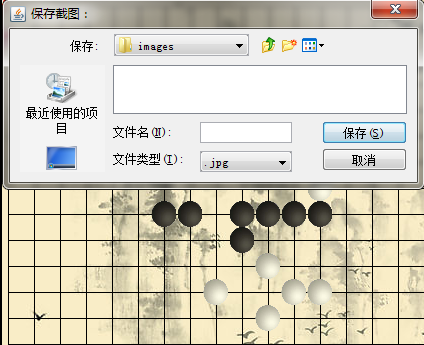 保存截图：
保存:
images
最近使用的项
目
文件名(N):
保存(S)
文件类型(I):
.jpg
取消